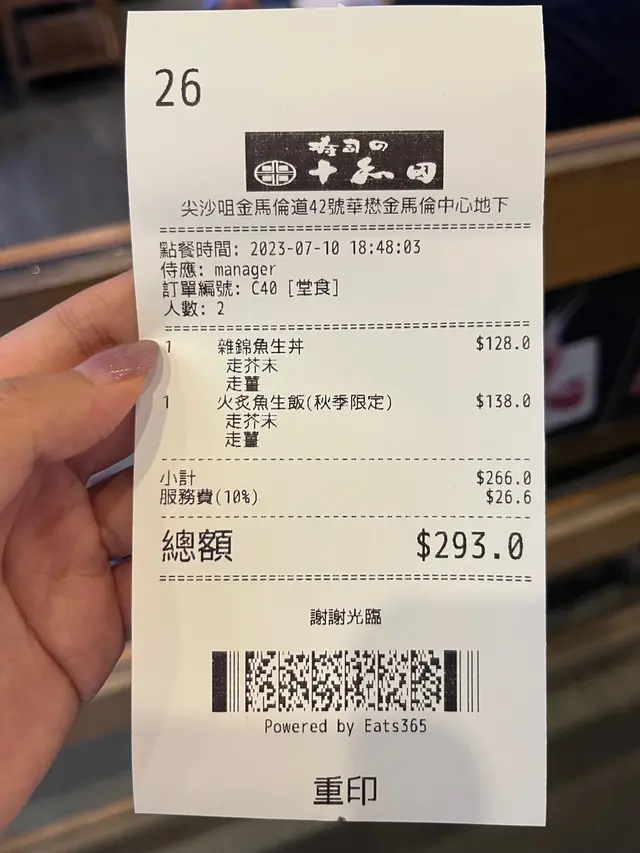 26
寿司の
十和田
尖沙咀金馬倫道42號華懋金馬倫中心地下
點餐時間: 2023-07-10 18:48:03
侍應: manager
訂單編號: C40 [堂食]
人數: 2
1 雜錦魚生丼 $128.0
走芥末
走薑
1 火炙魚生飯(秋季限定) $138.0
走芥末
走薑
小計 $266.0
服務費(10%) $26.6
總額 $293.0
謝謝光臨
Powered by Eats365
重印